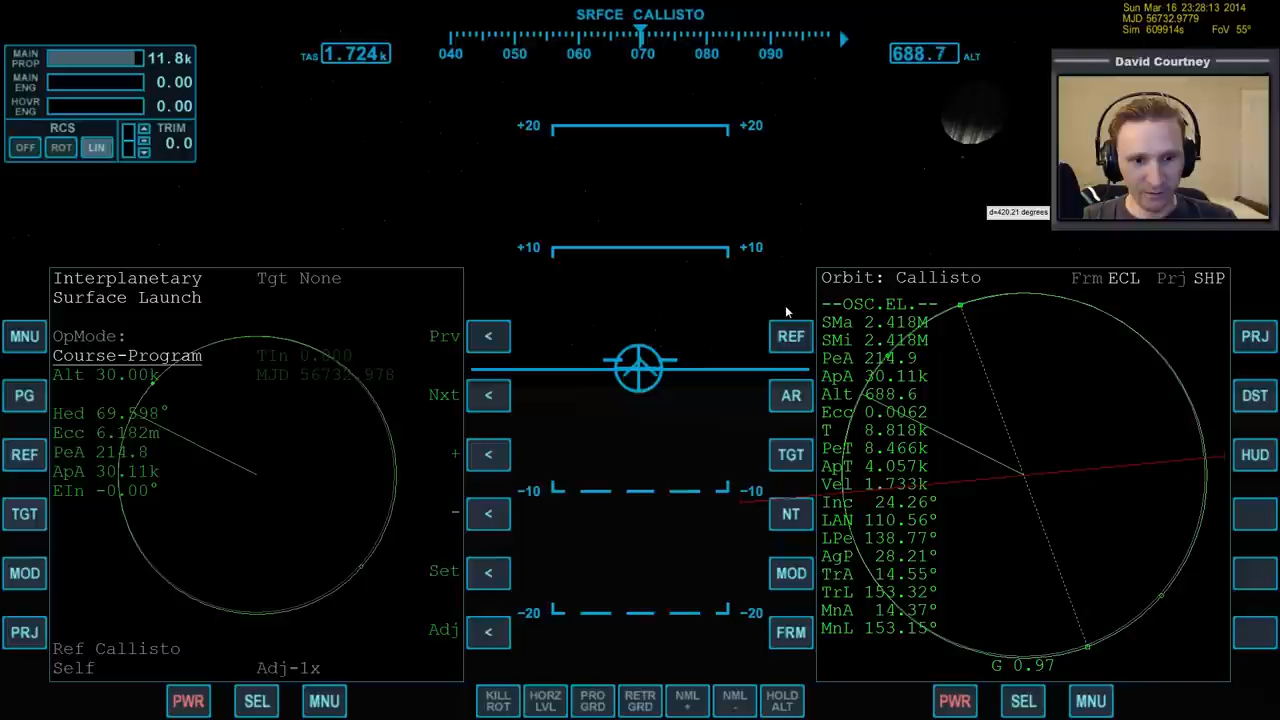 SRFCE CALLISTO
Sun Mar 16 23:28:13 2014
MJD 56732.9779
Sim 609914s FoV 55°
MAIN PROP 11.8k
MAIN ENG 0.00
HOVR ENG 0.00
RCS TRIM
OFF ROT LIN 0.0
TAS 1.724k
040 050 060 070 080 090
688.7 ALT
David Courtney
d=420.21 degrees
+20 +20
+10 +10
-10 -10
-20 -20
Interplanetary Tgt None
Surface Launch
OpMode:
Course-Program TIn 0.000
Alt 30.00k MJD 56732.978
Hed 69.598°
Ecc 6.182m
PeA 214.8
ApA 30.11k
EIn -0.00°
Ref Callisto
Self Adj-1x
MNU
PG
REF
TGT
MOD
PRJ
Prv <
Nxt <
+ <
- <
Set <
Adj <
PWR SEL MNU
REF
AR
TGT
NT
MOD
FRM
Orbit: Callisto Frm ECL Prj SHP
--OSC.EL.--
SMa 2.418M
SMi 2.418M
PeA 214.9
ApA 30.11k
Alt 688.6
Ecc 0.0062
T 8.818k
PeT 8.466k
ApT 4.057k
Vel 1.733k
Inc 24.26°
LAN 110.56°
LPe 138.77°
AgP 28.21°
TrA 14.55°
TrL 153.32°
MnA 14.37°
MnL 153.15°
G 0.97
PRJ
DST
HUD
KILL ROT
HORZ LVL
PRO GRD
RETR GRD
NML +
NML -
HOLD ALT
PWR SEL MNU